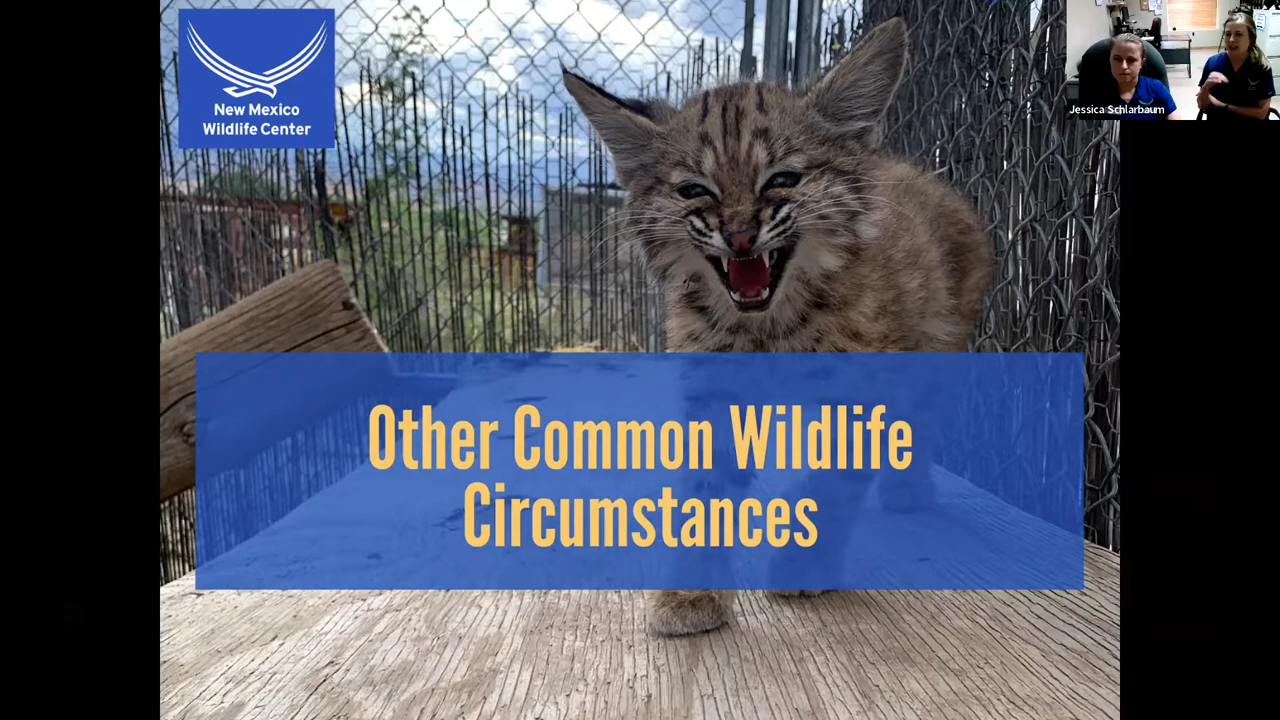 New Mexico
Wildlife Center
Jessica Schlarbaum
Other Common Wildlife
Circumstances